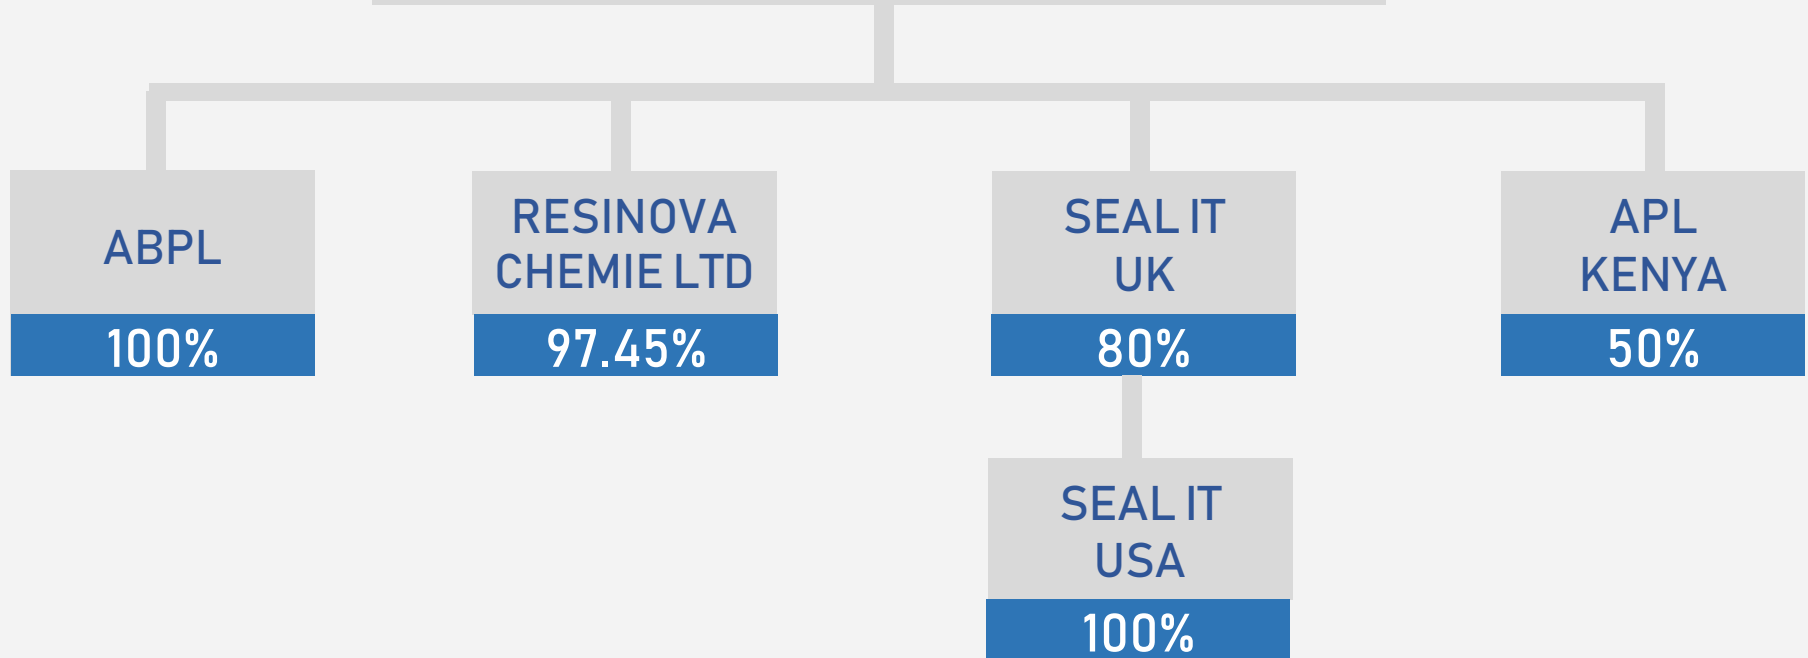 ABPL
100%
RESINOVA
CHEMIE LTD
97.45%
SEAL IT
UK
80%
APL
KENYA
50%
SEAL IT
USA
100%